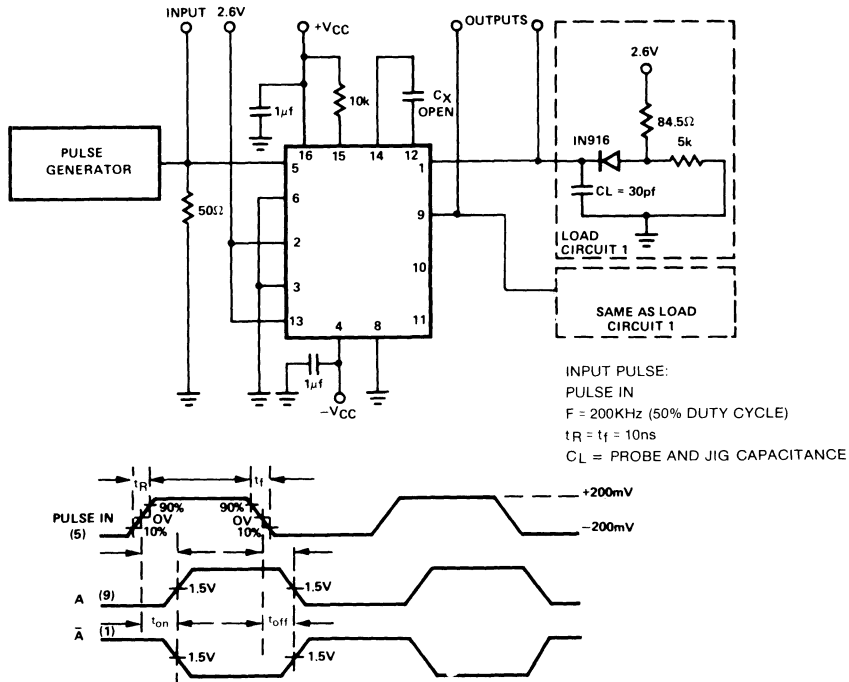 INPUT 2.6V
+VCC
OUTPUTS
2.6V
1µf
10k
CX
OPEN
84.5Ω
5k
IN916
PULSE
GENERATOR
16 15 14 12
5
1
50Ω
6
9
CL = 30pf
2
LOAD
CIRCUIT 1
3
10
13
11
4 8
SAME AS LOAD
CIRCUIT 1
1µf
−VCC
INPUT PULSE:
PULSE IN
F = 200KHz (50% DUTY CYCLE)
tR = tf = 10ns
CL = PROBE AND JIG CAPACITANCE
tR tf
+200mV
90% 90%
PULSE IN OV OV
(5) 10% 10%
−200mV
A (9) 1.5V 1.5V
ton toff
Ā (1) 1.5V 1.5V